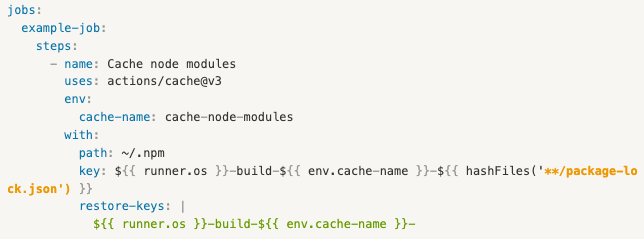 jobs:
  example-job:
    steps:
      - name: Cache node modules
        uses: actions/cache@v3
        env:
          cache-name: cache-node-modules
        with:
          path: ~/.npm
          key: ${{ runner.os }}-build-${{ env.cache-name }}-${{ hashFiles('**/package-lo
ck.json') }}
          restore-keys: |
            ${{ runner.os }}-build-${{ env.cache-name }}-